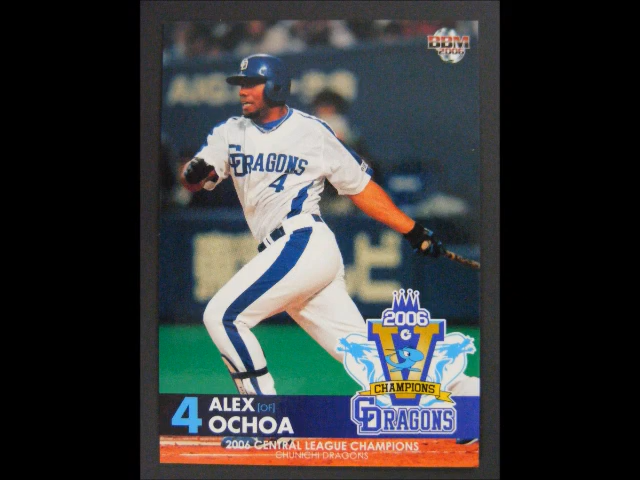 BBM
2006
DRAGONS
4
2006
V
CHAMPIONS
DRAGONS
4 ALEX [OF]
OCHOA
2006 CENTRAL LEAGUE CHAMPIONS
CHUNICHI DRAGONS